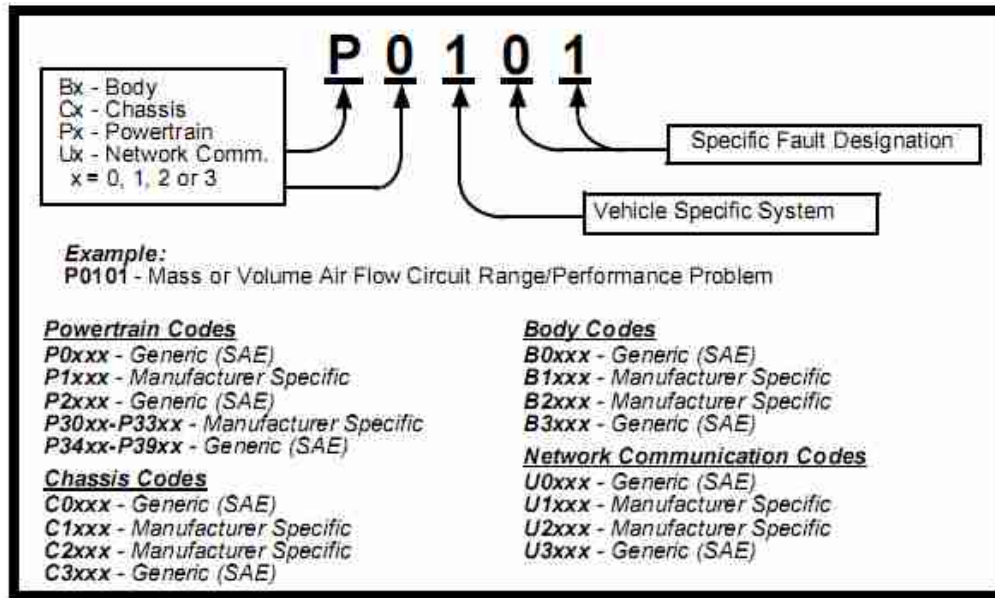 P 0 1 0 1
Bx - Body
Cx - Chassis
Px - Powertrain
Ux - Network Comm.
x = 0, 1, 2 or 3
Specific Fault Designation
Vehicle Specific System
Example:
P0101 - Mass or Volume Air Flow Circuit Range/Performance Problem
Powertrain Codes
P0xxx - Generic (SAE)
P1xxx - Manufacturer Specific
P2xxx - Generic (SAE)
P30xx-P33xx - Manufacturer Specific
P34xx-P39xx - Generic (SAE)
Chassis Codes
C0xxx - Generic (SAE)
C1xxx - Manufacturer Specific
C2xxx - Manufacturer Specific
C3xxx - Generic (SAE)
Body Codes
B0xxx - Generic (SAE)
B1xxx - Manufacturer Specific
B2xxx - Manufacturer Specific
B3xxx - Generic (SAE)
Network Communication Codes
U0xxx - Generic (SAE)
U1xxx - Manufacturer Specific
U2xxx - Manufacturer Specific
U3xxx - Generic (SAE)